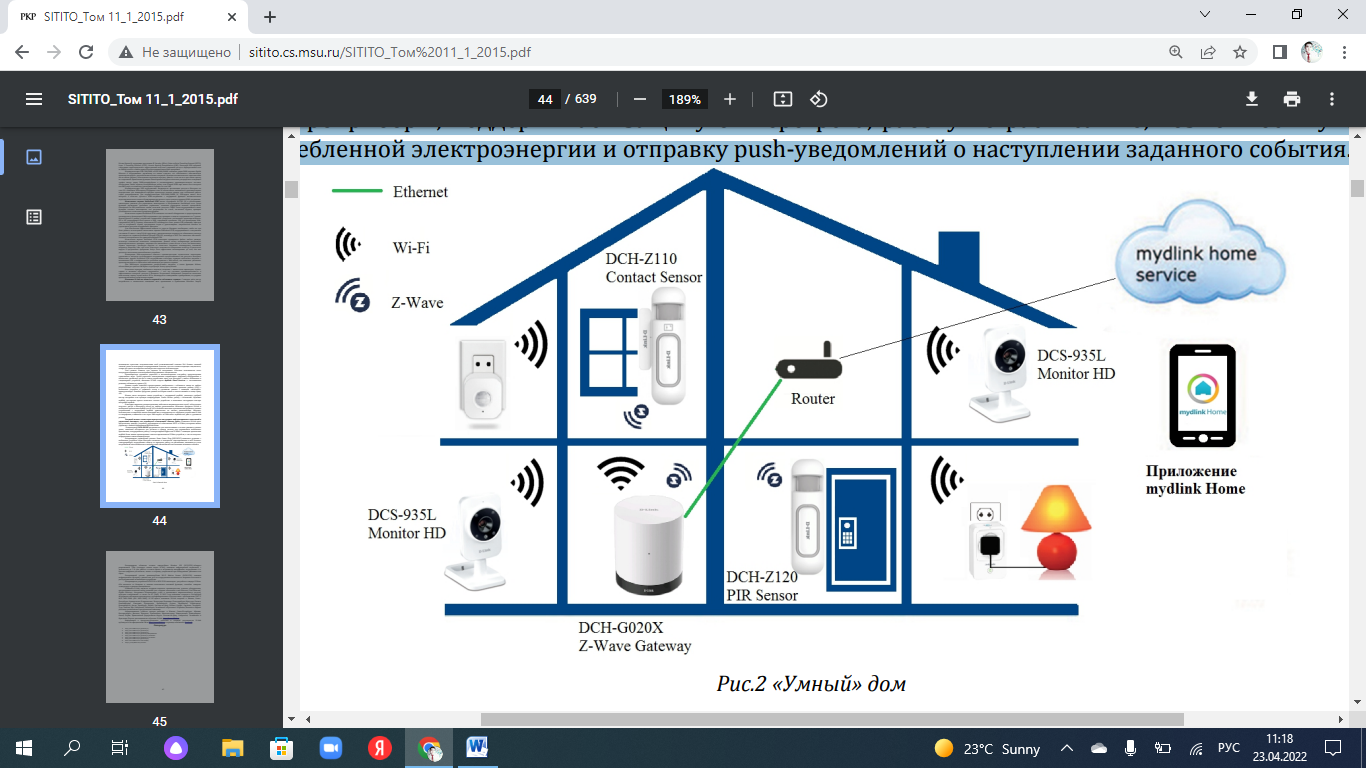 SITITO_Том 11_1_2015.pdf
Не защищено
sitito.cs.msu.ru/SITITO_Том%2011_1_2015.pdf
SITITO_Том 11_1_2015.pdf
44 / 639
189%
ебленной электроэнергии и отправку push-уведомлений о наступлении заданного события.
Ethernet
Wi-Fi
Z-Wave
DCH-Z110
Contact Sensor
Router
mydlink home
service
DCS-935L
Monitor HD
mydlink Home
Приложение
mydlink Home
DCS-935L
Monitor HD
DCH-G020X
Z-Wave Gateway
DCH-Z120
PIR Sensor
Рис.2 «Умный» дом
43
44
45
23°C Sunny
РУС
11:18
23.04.2022